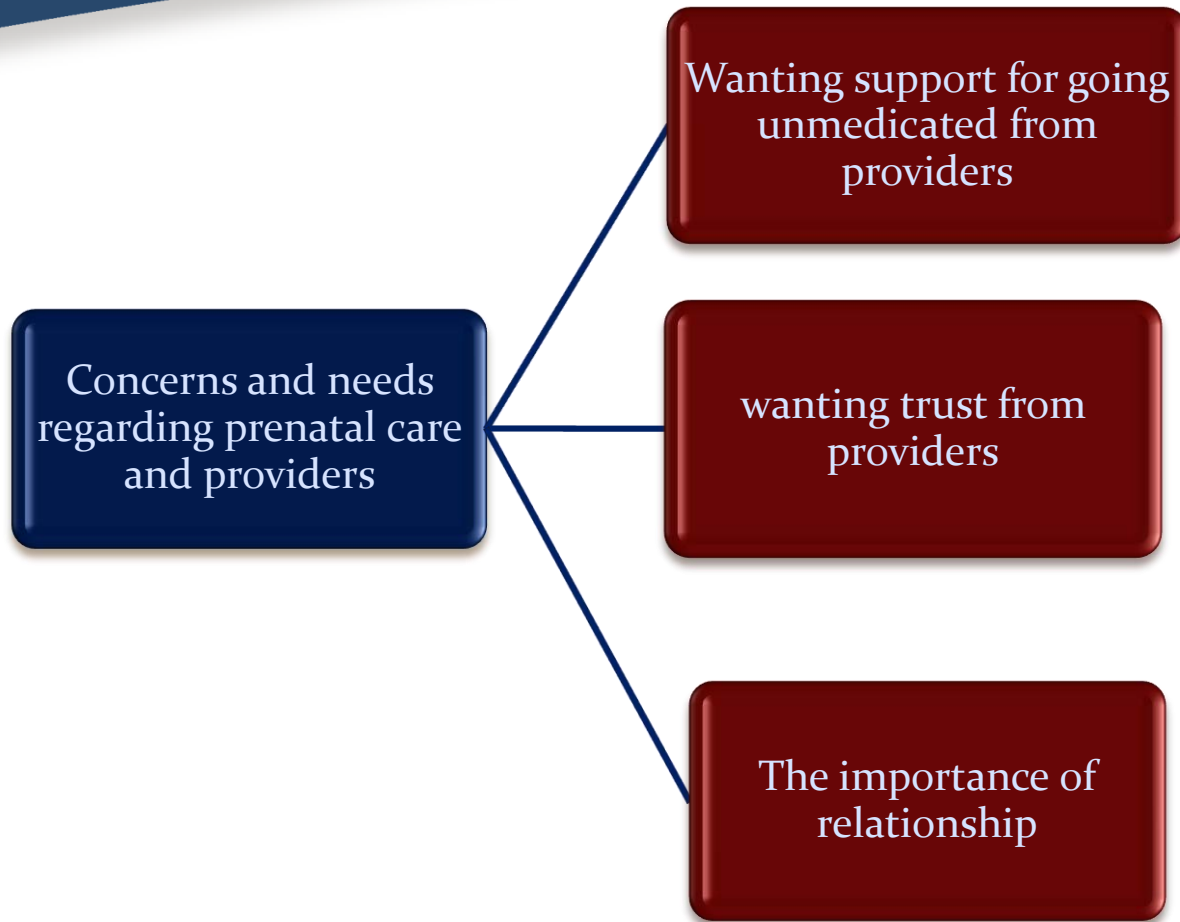 Wanting support for going
unmedicated from
providers
Concerns and needs
regarding prenatal care
and providers
wanting trust from
providers
The importance of
relationship